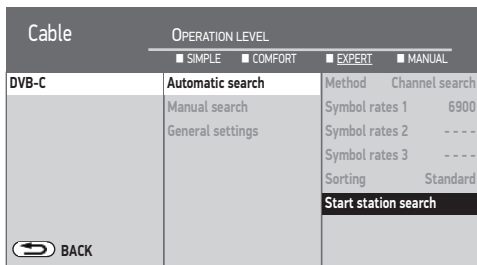 Cable
OPERATION LEVEL
SIMPLE COMFORT EXPERT MANUAL
DVB-C
Automatic search
Manual search
General settings
Method Channel search
Symbol rates 1 6900
Symbol rates 2 - - - -
Symbol rates 3 - - - -
Sorting Standard
Start station search
BACK